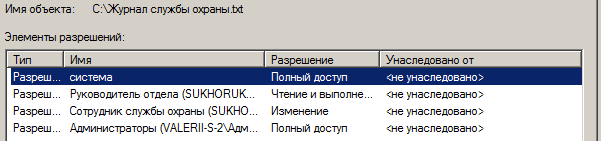 Имя объекта: C:\Журнал службы охраны.txt
Элементы разрешений:
Тип Имя Разрешение Унаследовано от
Разреш... система Полный доступ <не унаследовано>
Разреш... Руководитель отдела (SUKHORUK... Чтение и выполне... <не унаследовано>
Разреш... Сотрудник службы охраны (SUKHO... Изменение <не унаследовано>
Разреш... Администраторы (VALERII-S-2\Адм... Полный доступ <не унаследовано>